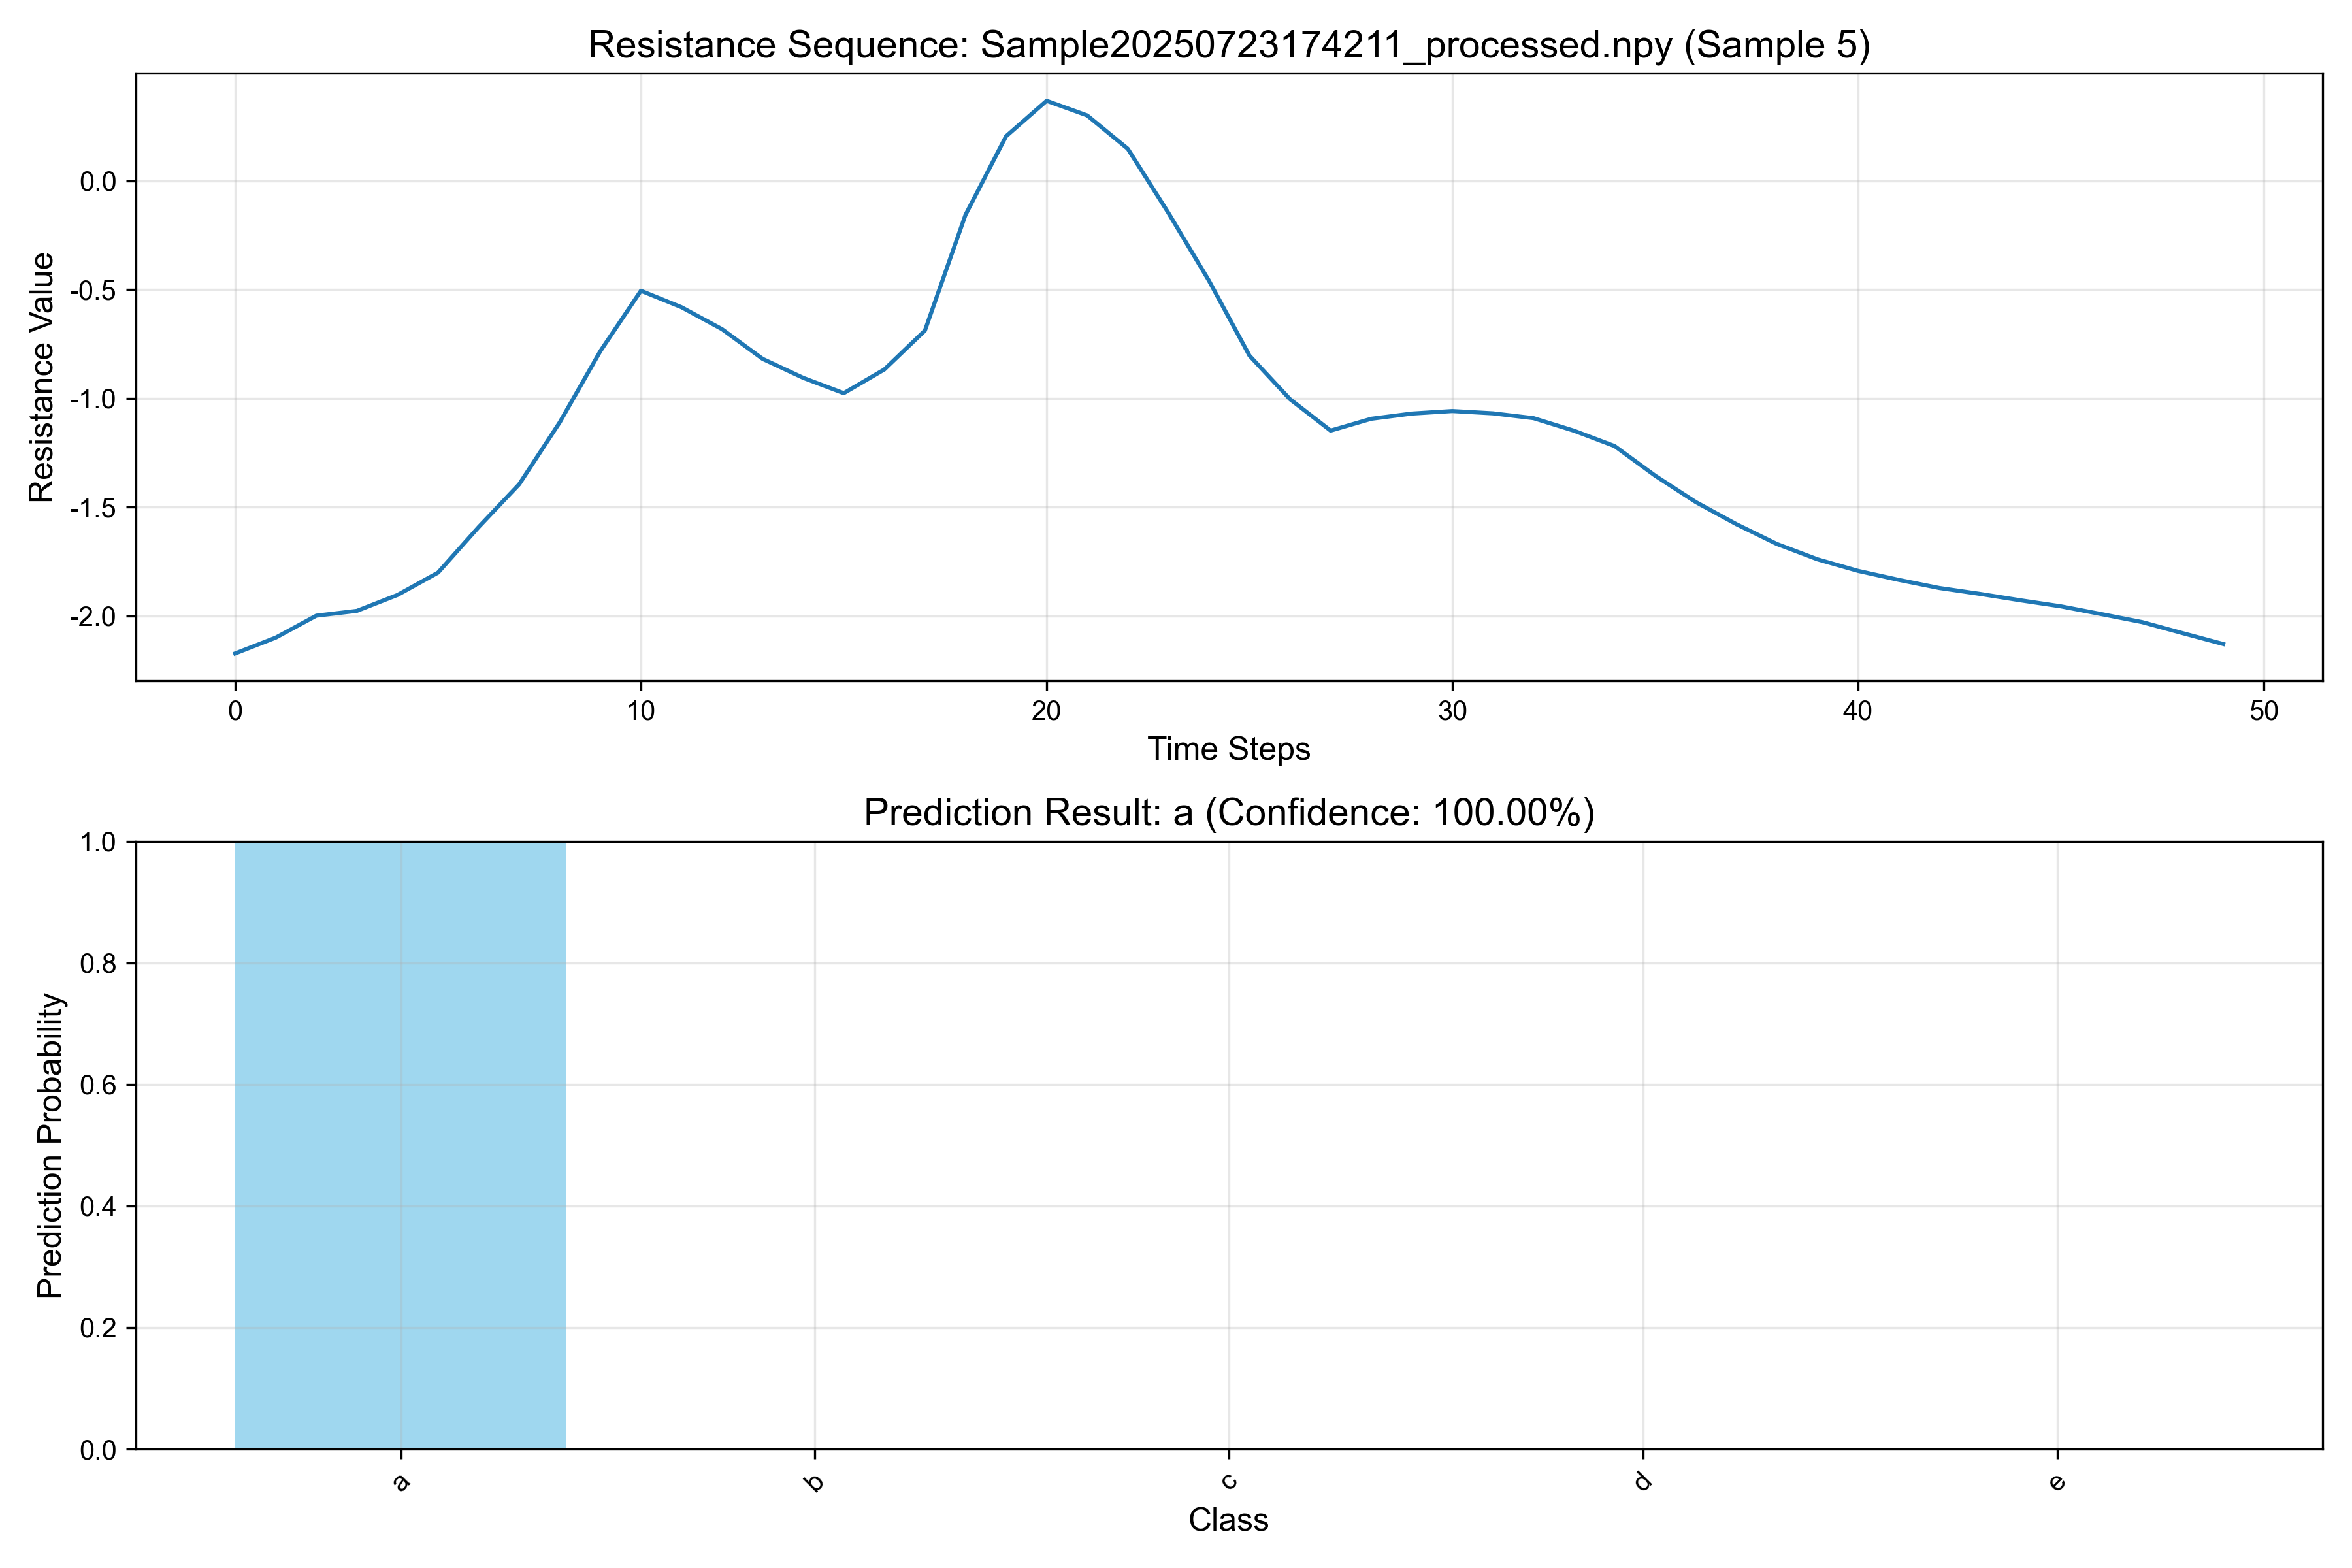 Resistance Sequence: Sample20250723174211_processed.npy (Sample 5)
Resistance Value
0.0
-0.5
-1.0
-1.5
-2.0
0 10 20 30 40 50
Time Steps
Prediction Result: a (Confidence: 100.00%)
Prediction Probability
1.0
0.8
0.6
0.4
0.2
0.0
a b c d e
Class